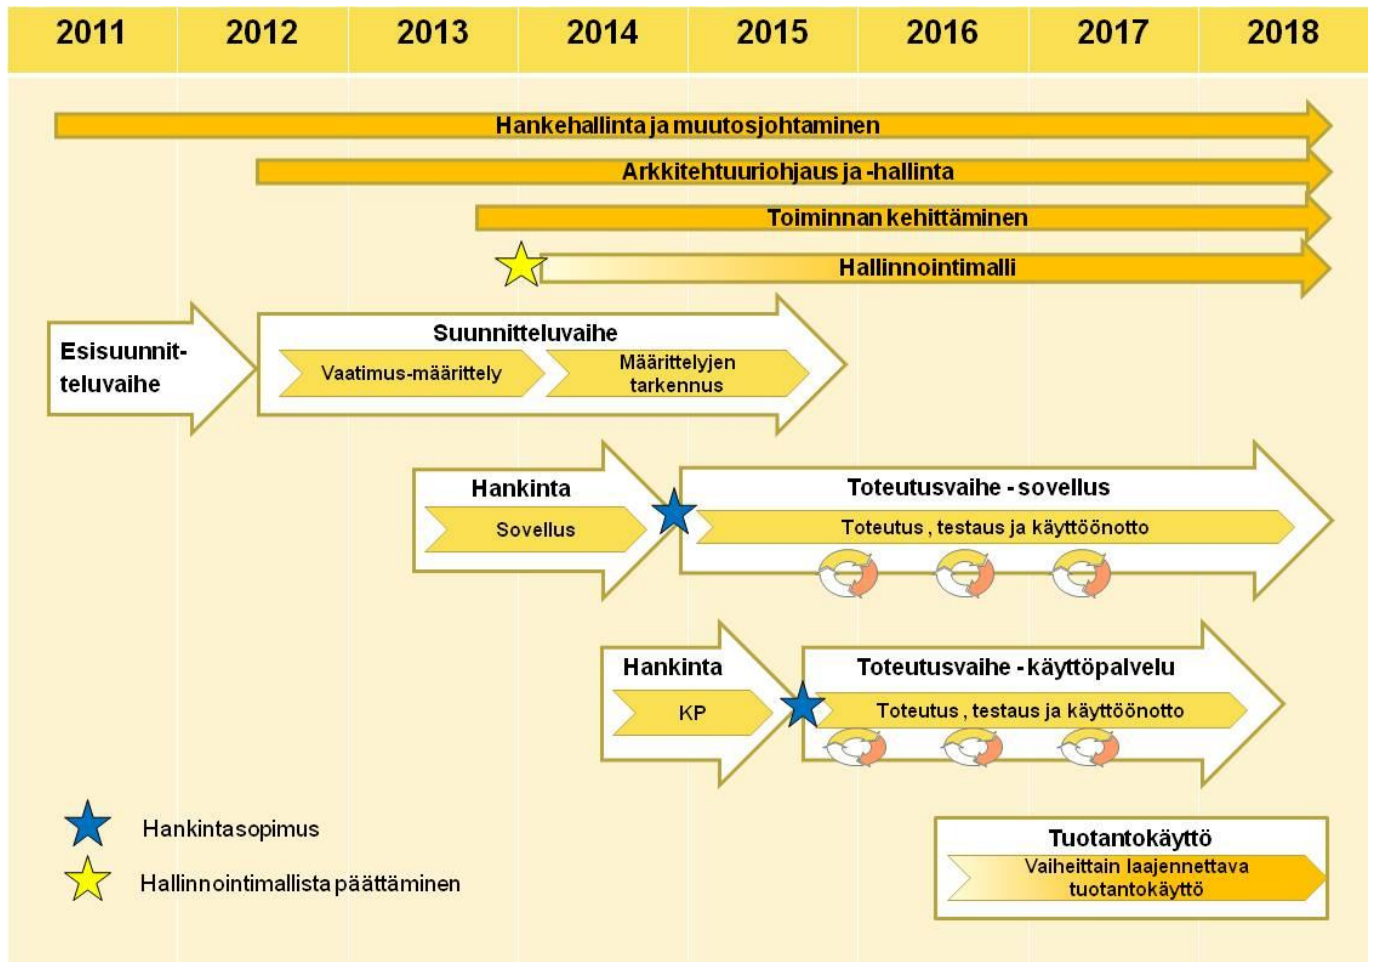 2011 2012 2013 2014 2015 2016 2017 2018
Hankehallinta ja muutosjohtaminen
Arkkitehtuuriohjaus ja -hallinta
Toiminnan kehittäminen
Hallinnointimalli
Esisuunnit-
teluvaihe
Suunnitteluvaihe
Vaatimus-määrittely
Määrittelyjen
tarkennus
Hankinta
Sovellus
Toteutusvaihe - sovellus
Toteutus , testaus ja käyttöönotto
Hankinta
KP
Toteutusvaihe - käyttöpalvelu
Toteutus , testaus ja käyttöönotto
Hankintasopimus
Hallinnointimallista päättäminen
Tuotantokäyttö
Vaiheittain laajennettava
tuotantokäyttö